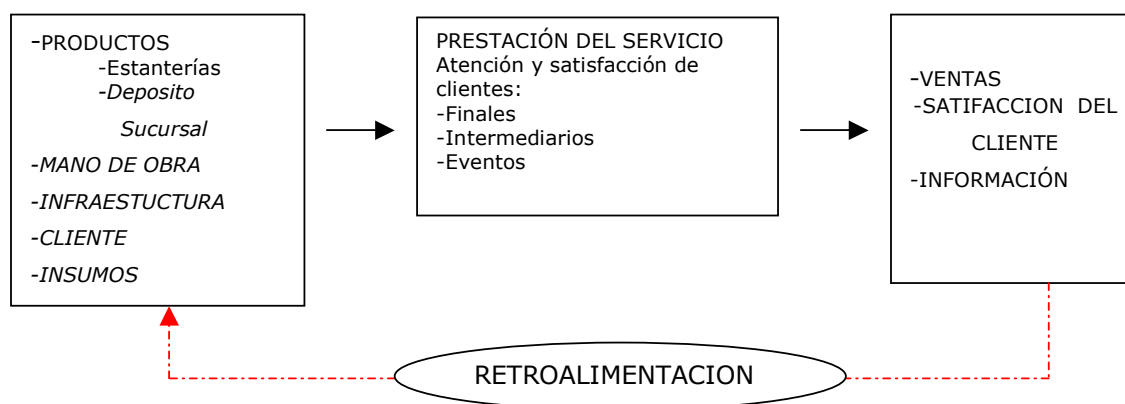 -PRODUCTOS
-Estanterías
-Deposito
Sucursal
-MANO DE OBRA
-INFRAESTUCTURA
-CLIENTE
-INSUMOS
PRESTACIÓN DEL SERVICIO
Atención y satisfacción de
clientes:
-Finales
-Intermediarios
-Eventos
-VENTAS
-SATIFACCION DEL
CLIENTE
-INFORMACIÓN
RETROALIMENTACION